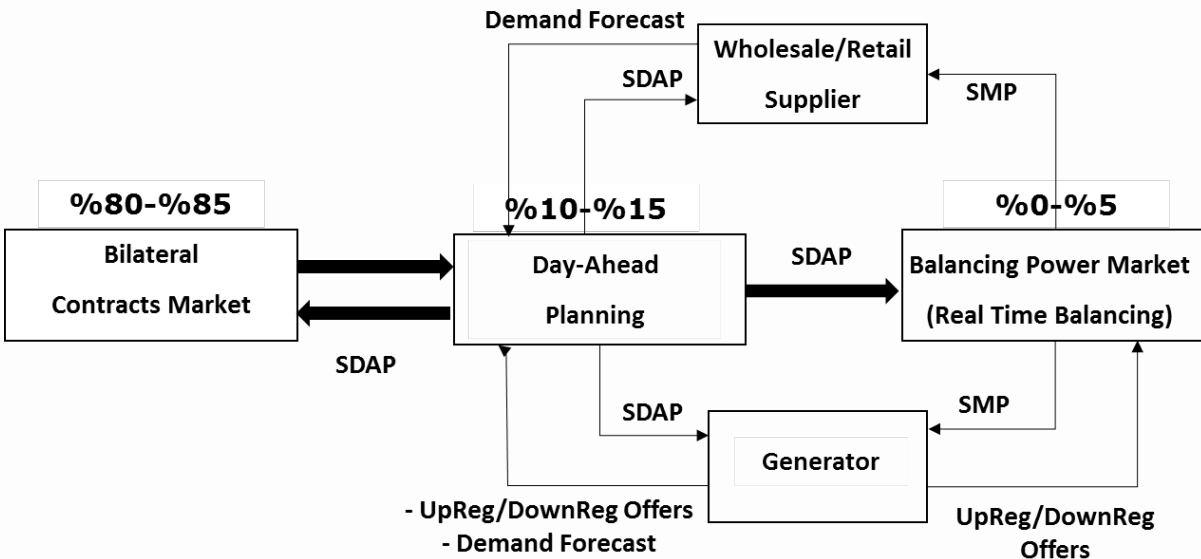 Demand Forecast
Wholesale/Retail
Supplier
SDAP
SMP
%80-%85
%10-%15
%0-%5
Bilateral
Contracts Market
Day-Ahead
Planning
SDAP
Balancing Power Market
(Real Time Balancing)
SDAP
SDAP
SMP
Generator
- UpReg/DownReg Offers
- Demand Forecast
UpReg/DownReg
Offers